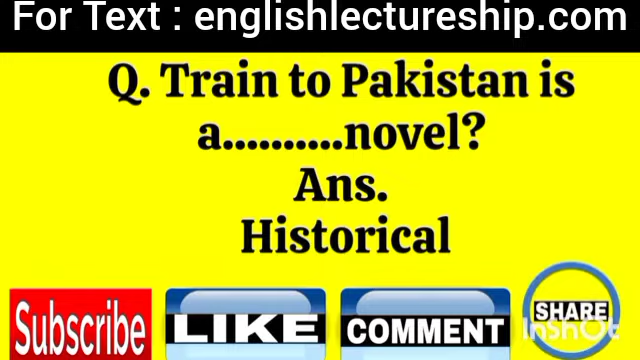 For Text : englishlectureship.com
Q. Train to Pakistan is
a..........novel?
Ans.
Historical
Subscribe
LIKE
COMMENT
SHARE
InShOt